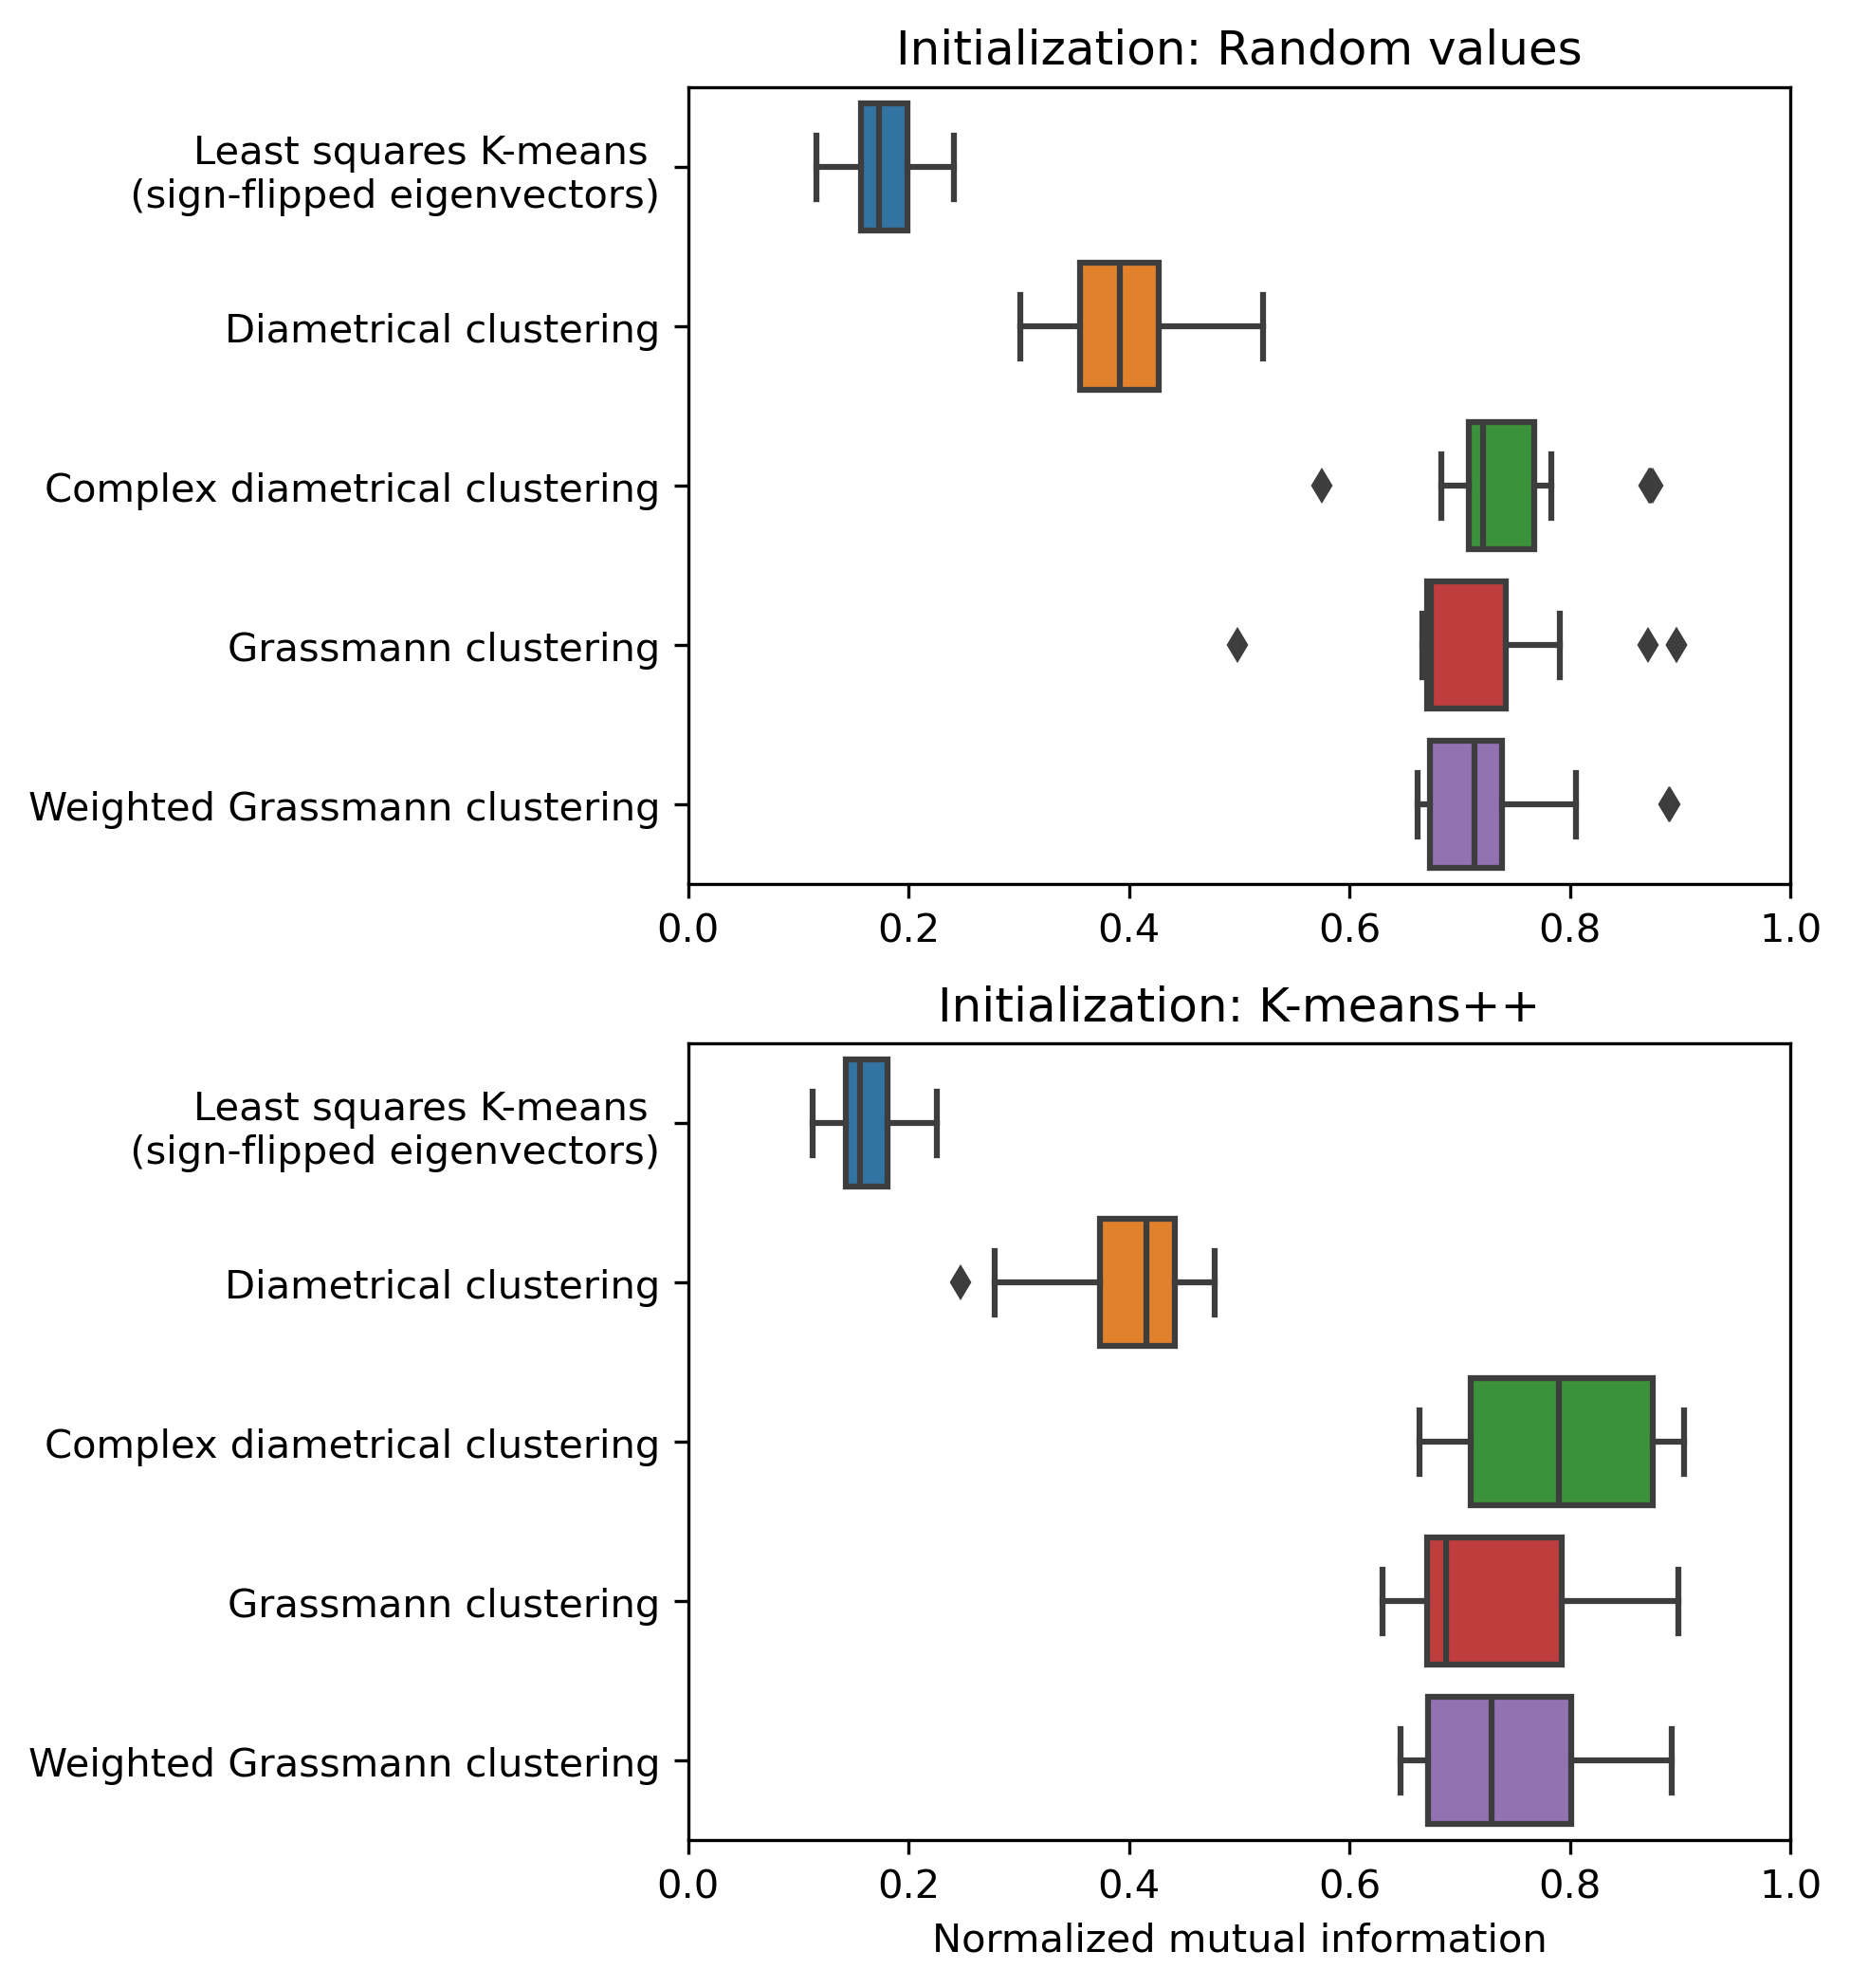 Initialization: Random values
Least squares K-means
(sign-flipped eigenvectors)
Diametrical clustering
Complex diametrical clustering
Grassmann clustering
Weighted Grassmann clustering
0.0 0.2 0.4 0.6 0.8 1.0
Initialization: K-means++
Least squares K-means
(sign-flipped eigenvectors)
Diametrical clustering
Complex diametrical clustering
Grassmann clustering
Weighted Grassmann clustering
0.0 0.2 0.4 0.6 0.8 1.0
Normalized mutual information